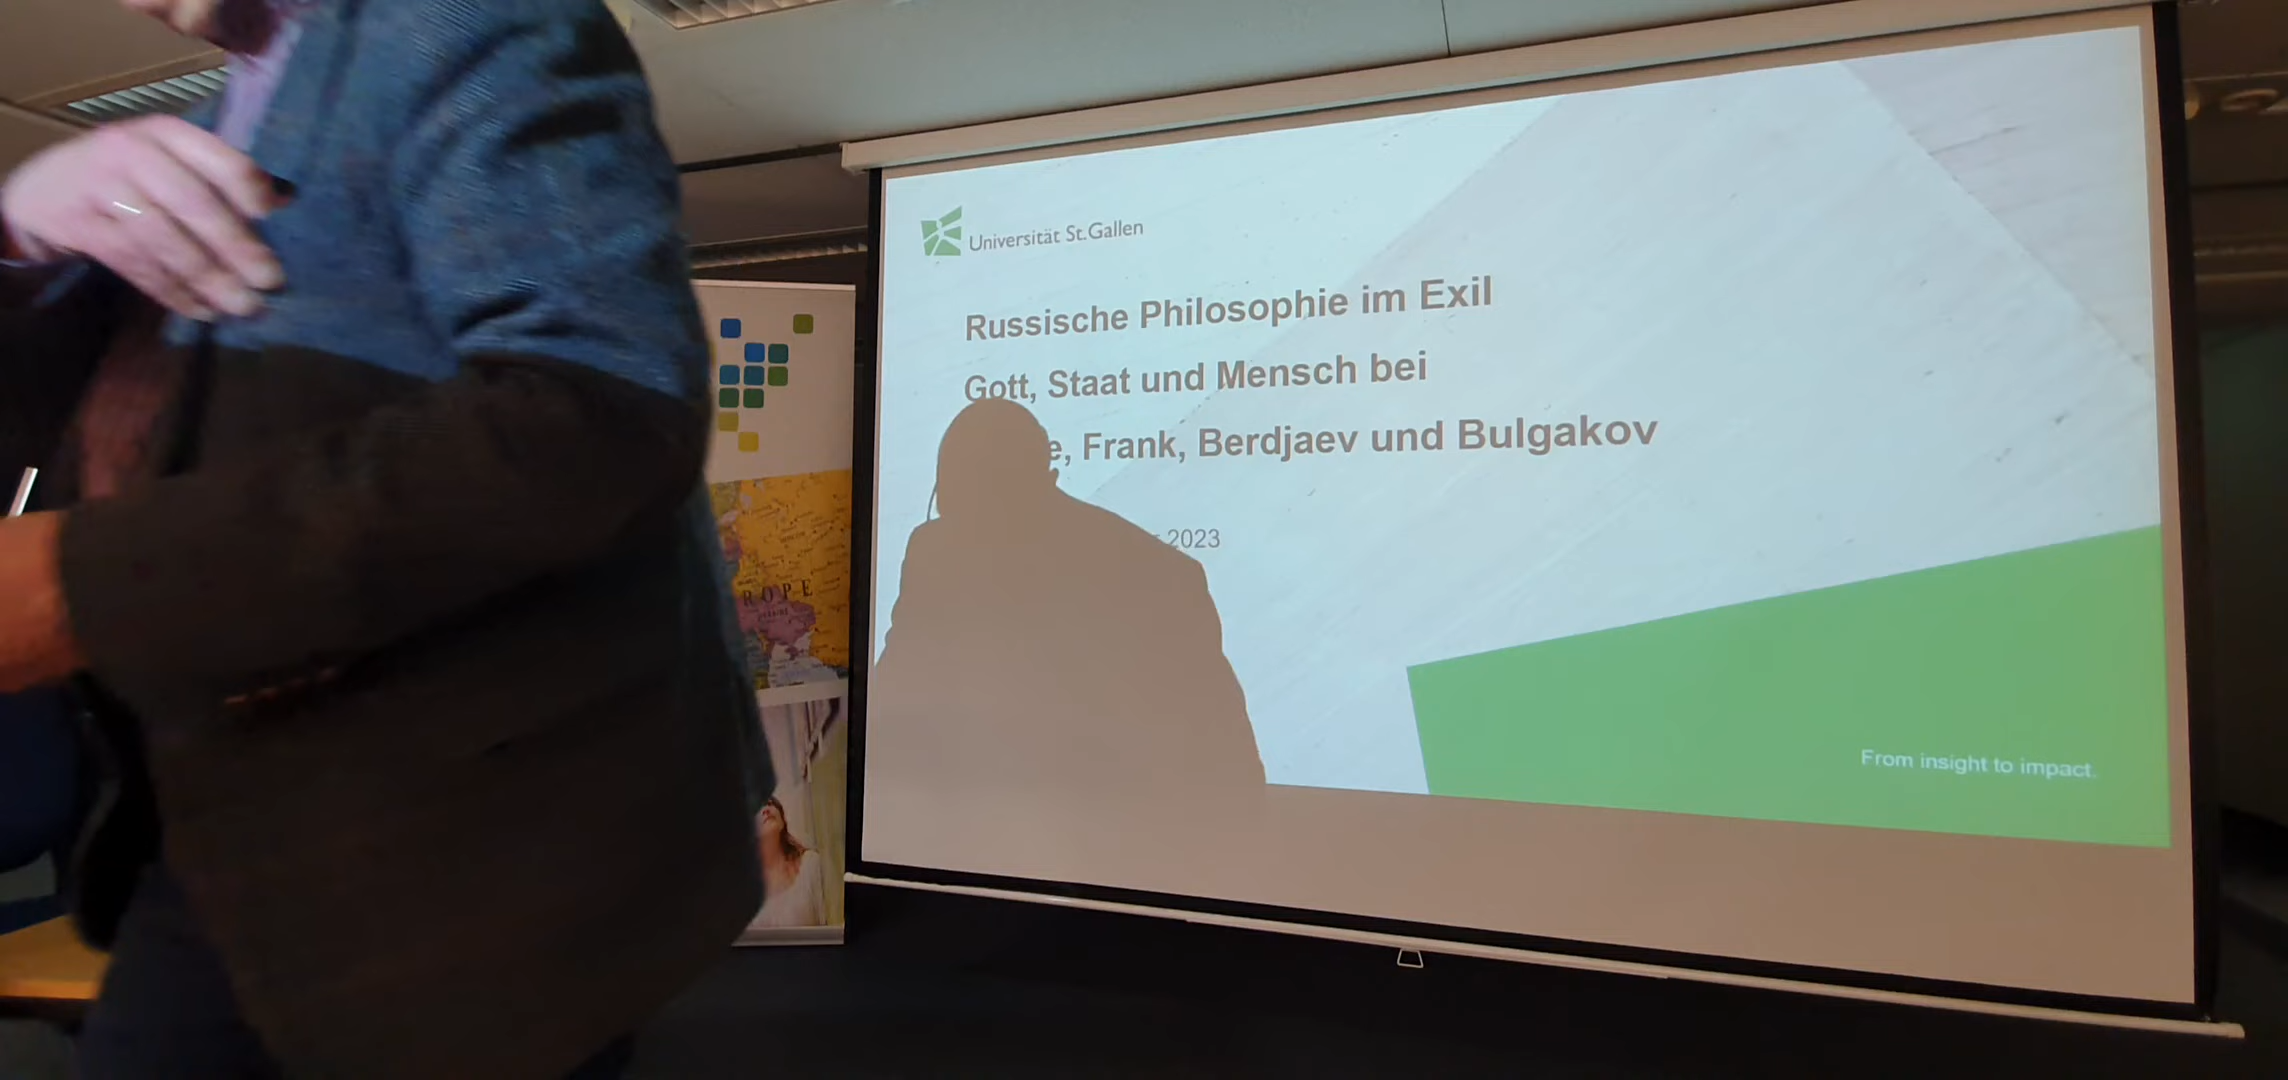 Universität St.Gallen
Russische Philosophie im Exil
Gott, Staat und Mensch bei
Frank, Berdjaev und Bulgakov
2023
From insight to impact.